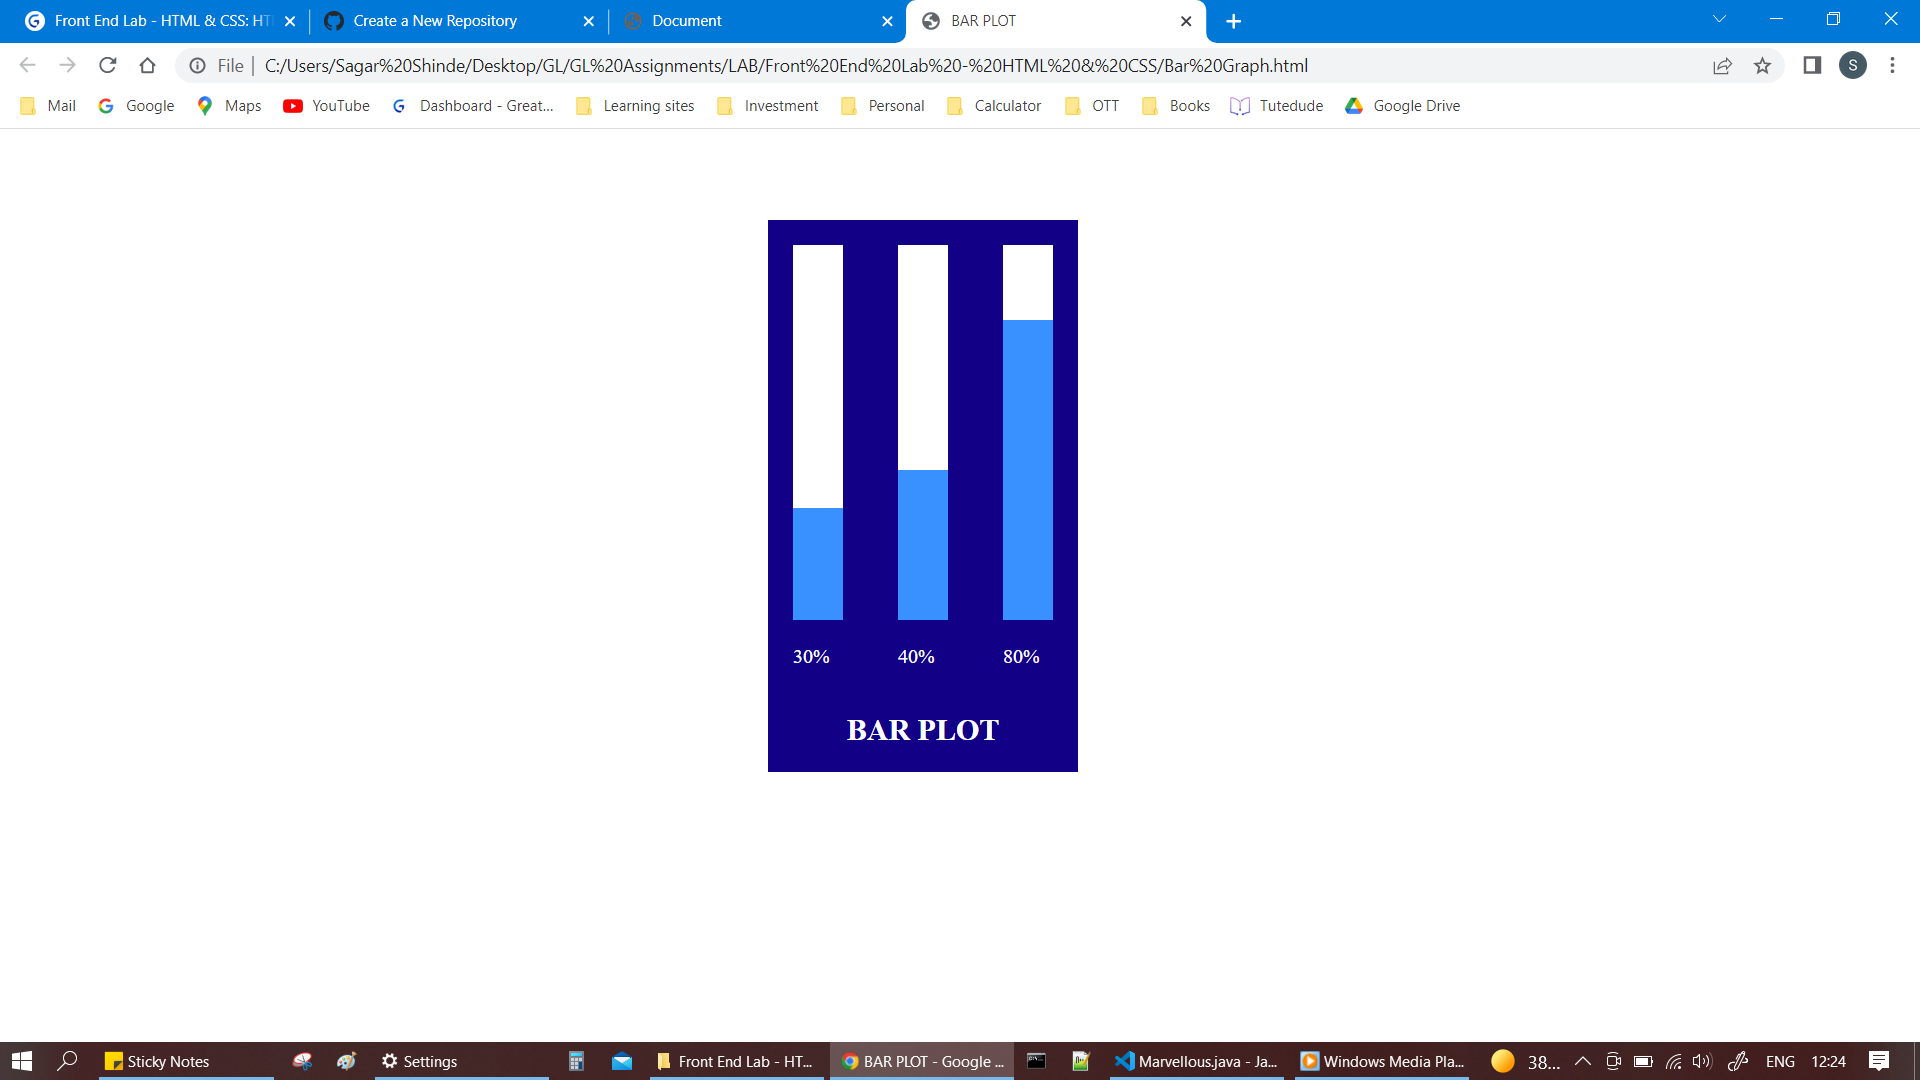 Front End Lab - HTML & CSS: HT
Create a New Repository
Document
BAR PLOT
File
C:/Users/Sagar%20Shinde/Desktop/GL/GL%20Assignments/LAB/Front%20End%20Lab%20-%20HTML%20&%20CSS/Bar%20Graph.html
S
Mail
Google
Maps
YouTube
Dashboard - Great...
Learning sites
Investment
Personal
Calculator
OTT
Books
Tutedude
Google Drive
30% 40% 80%
BAR PLOT
Sticky Notes
Settings
Front End Lab - HT...
BAR PLOT - Google ...
Marvellous.java - Ja...
Windows Media Pla...
38...
ENG
12:24